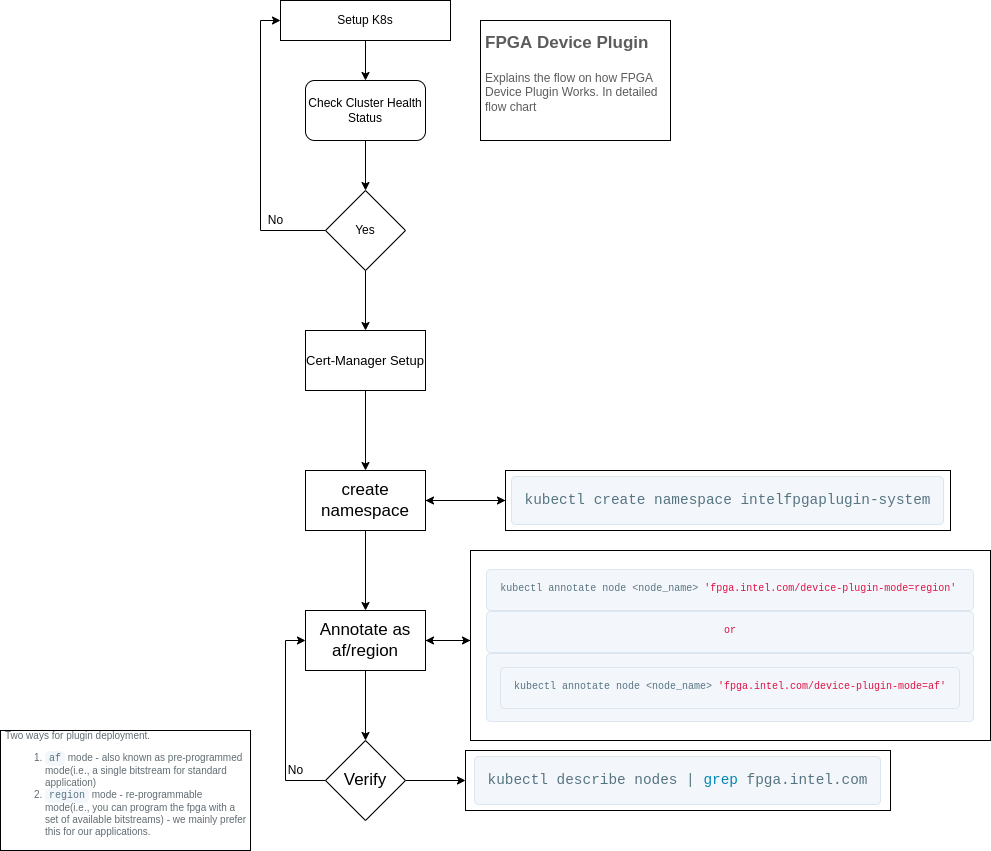 Setup K8s
FPGA Device Plugin
Explains the flow on how FPGA
Device Plugin Works. In detailed
flow chart
Check Cluster Health
Status
No
Yes
Cert-Manager Setup
create
namespace
kubectl create namespace intelfpgaplugin-system
Annotate as
af/region
kubectl annotate node <node_name> 'fpga.intel.com/device-plugin-mode=region'
or
kubectl annotate node <node_name> 'fpga.intel.com/device-plugin-mode=af'
Two ways for plugin deployment.
1. af mode - also known as pre-programmed
mode(i.e., a single bitstream for standard
application)
2. region mode - re-programmable
mode(i.e., you can program the fpga with a
set of available bitstreams) - we mainly prefer
this for our applications.
No
Verify
kubectl describe nodes | grep fpga.intel.com